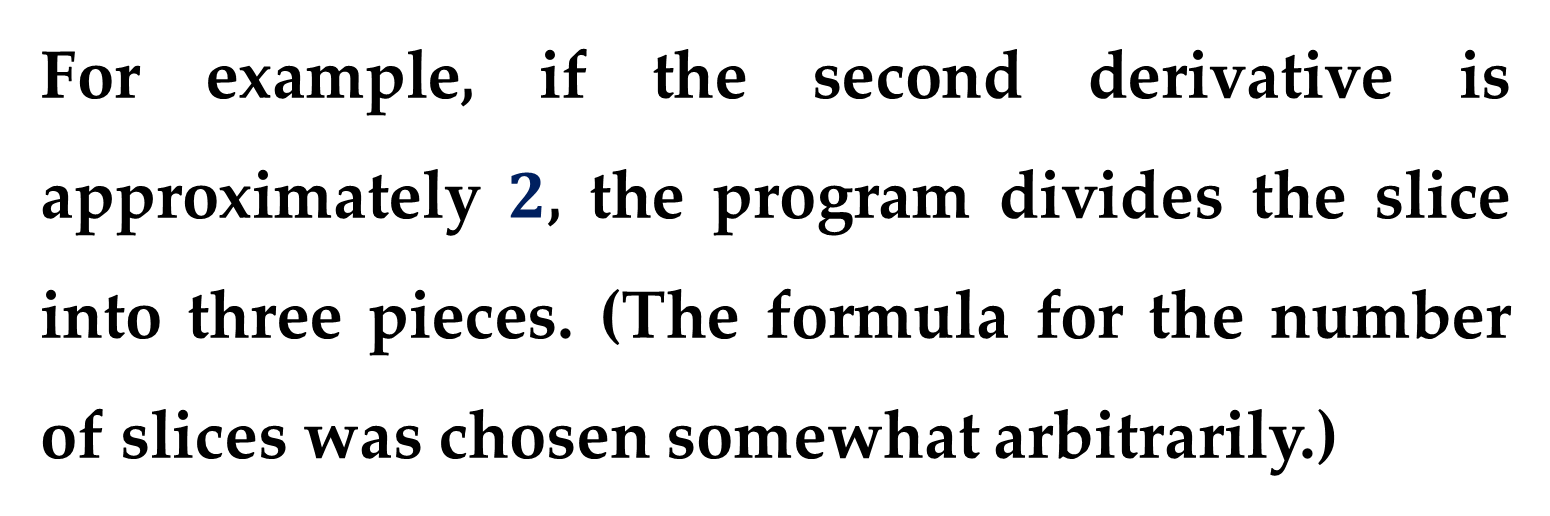 For example, if the second derivative is
approximately 2, the program divides the slice
into three pieces. (The formula for the number
of slices was chosen somewhat arbitrarily.)